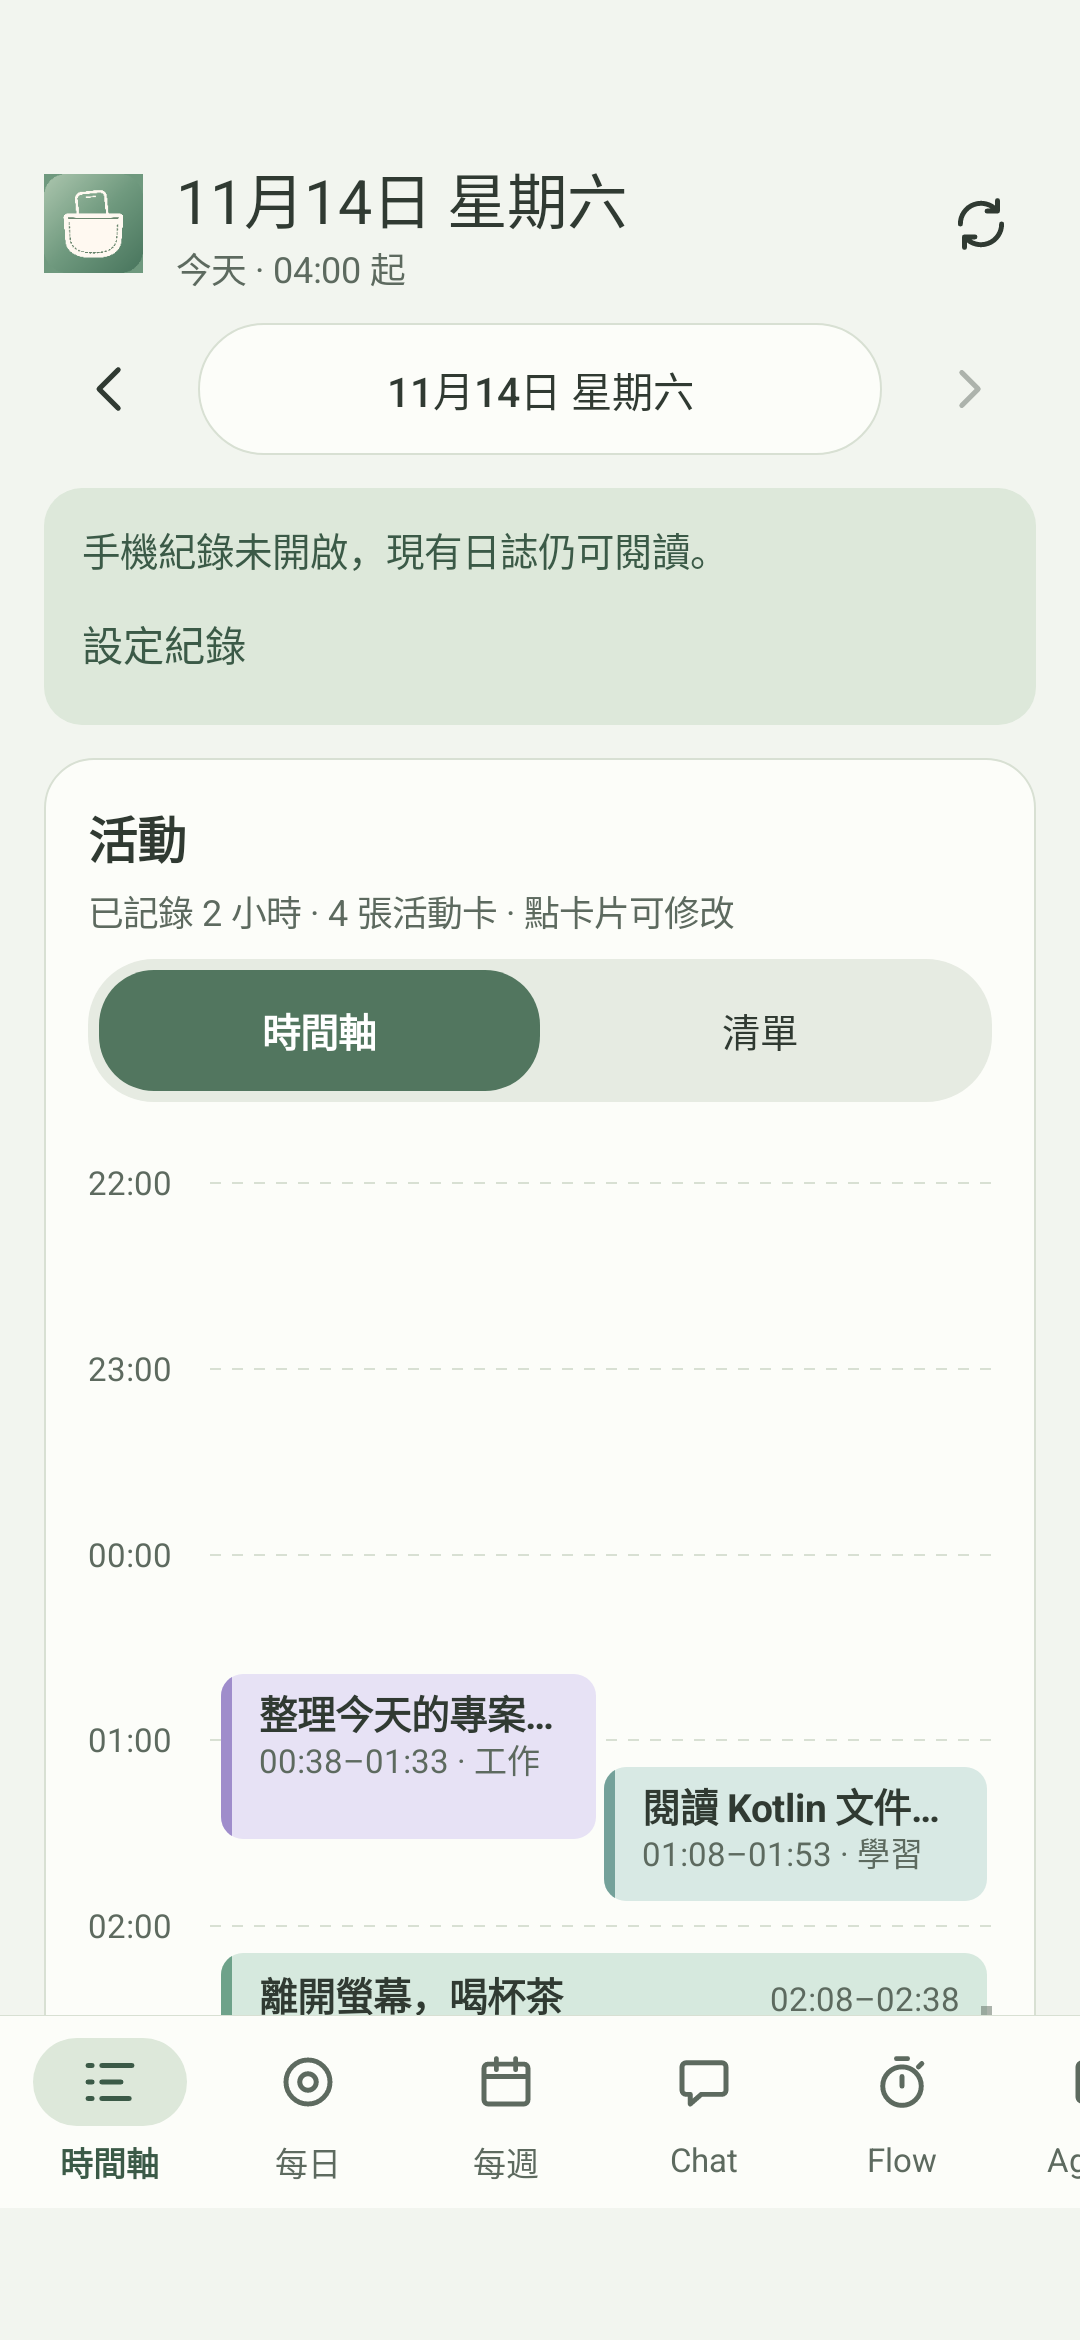 11月14日 星期六
今天 · 04:00 起
11月14日 星期六
手機紀錄未開啟，現有日誌仍可閱讀。
設定紀錄
活動
已記錄 2 小時 · 4 張活動卡 · 點卡片可修改
時間軸
清單
22:00
23:00
00:00
01:00
整理今天的專案...
00:38–01:33 · 工作
閱讀 Kotlin 文件...
01:08–01:53 · 學習
02:00
離開螢幕，喝杯茶
02:08–02:38
時間軸
每日
每週
Chat
Flow